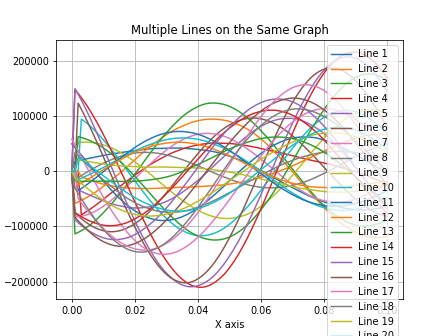 Multiple Lines on the Same Graph
200000
100000
0
−100000
−200000
0.00
0.02
0.04
0.06
X axis
Line 1
Line 2
Line 3
Line 4
Line 5
Line 6
Line 7
Line 8
Line 9
Line 10
Line 11
Line 12
Line 13
Line 14
Line 15
Line 16
Line 17
Line 18
Line 19
Line 20